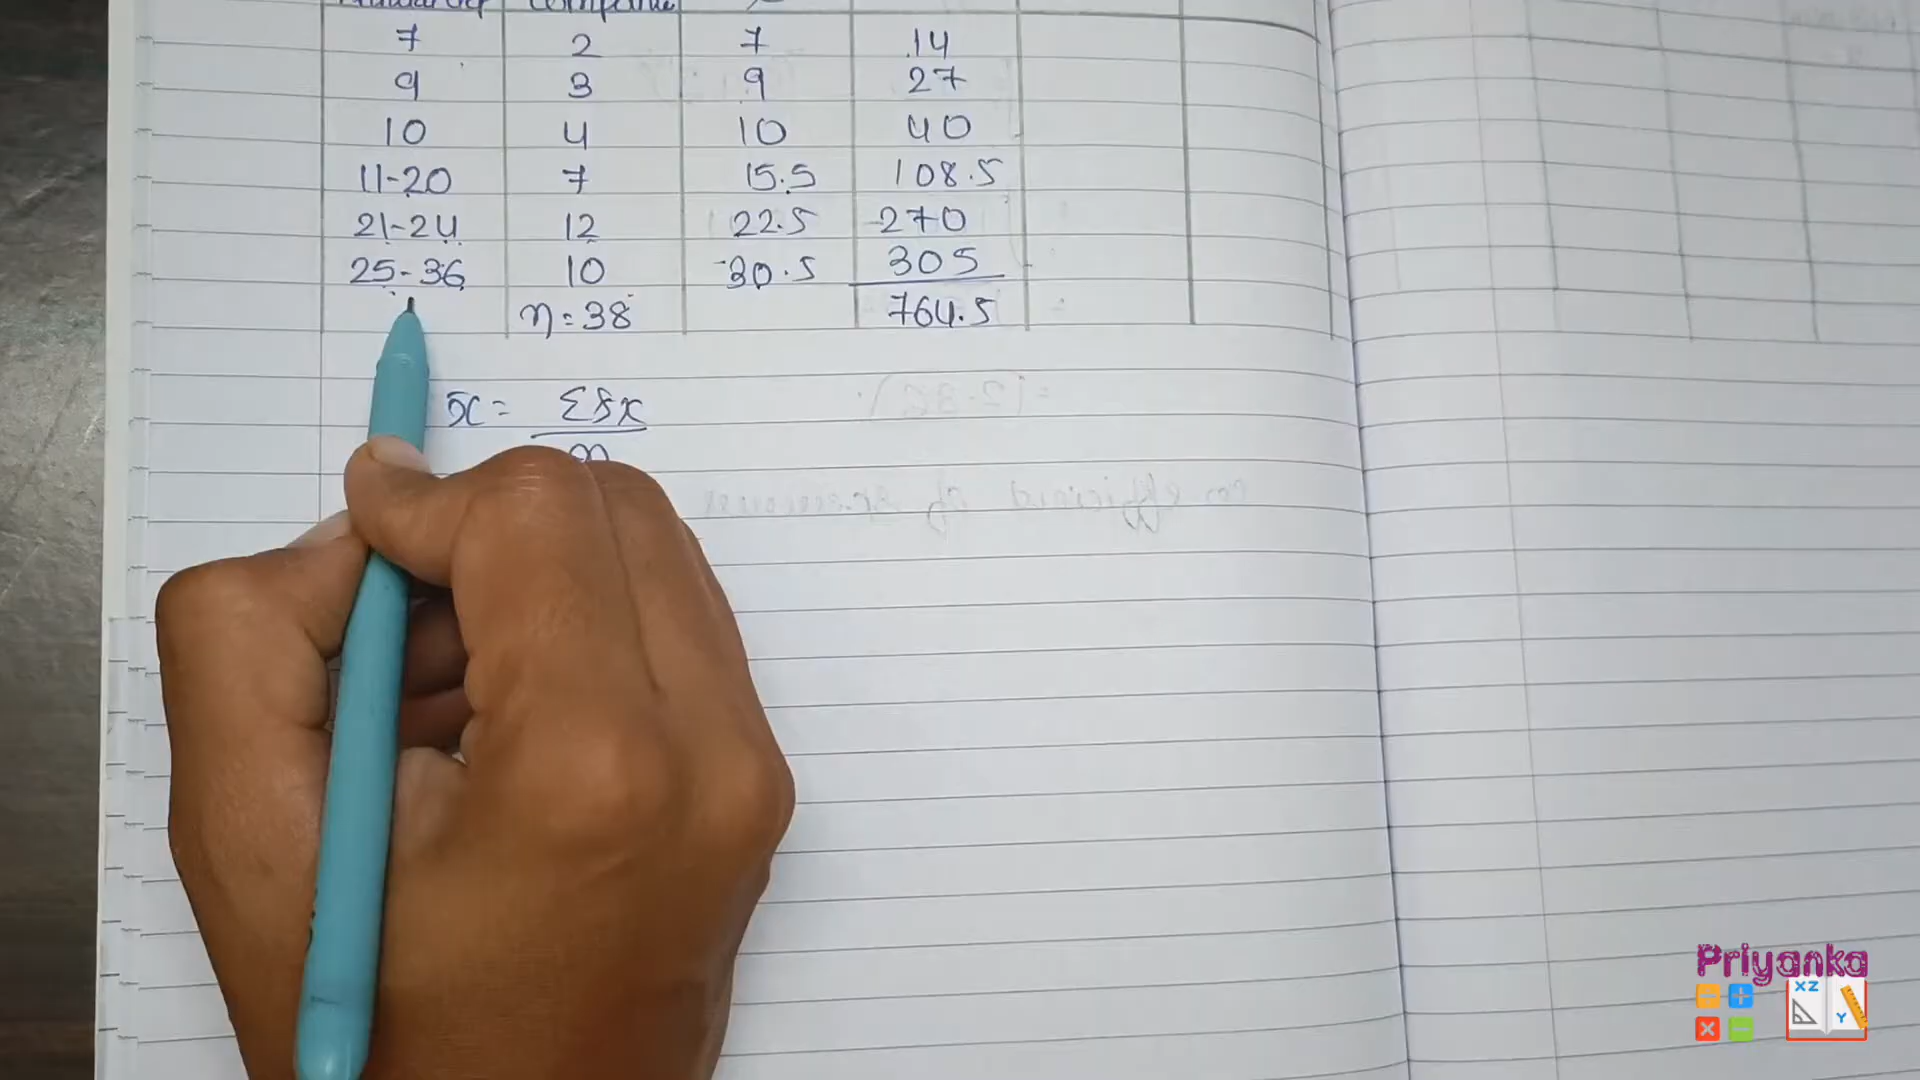 7 2 7 14
9 3 9 27
10 4 10 40
11-20 7 15.5 108.5
21-24 12 22.5 270
25-36 10 30.5 305
n=38 764.5
x̄ = Σfx
n
Priyanka
XZ
Y